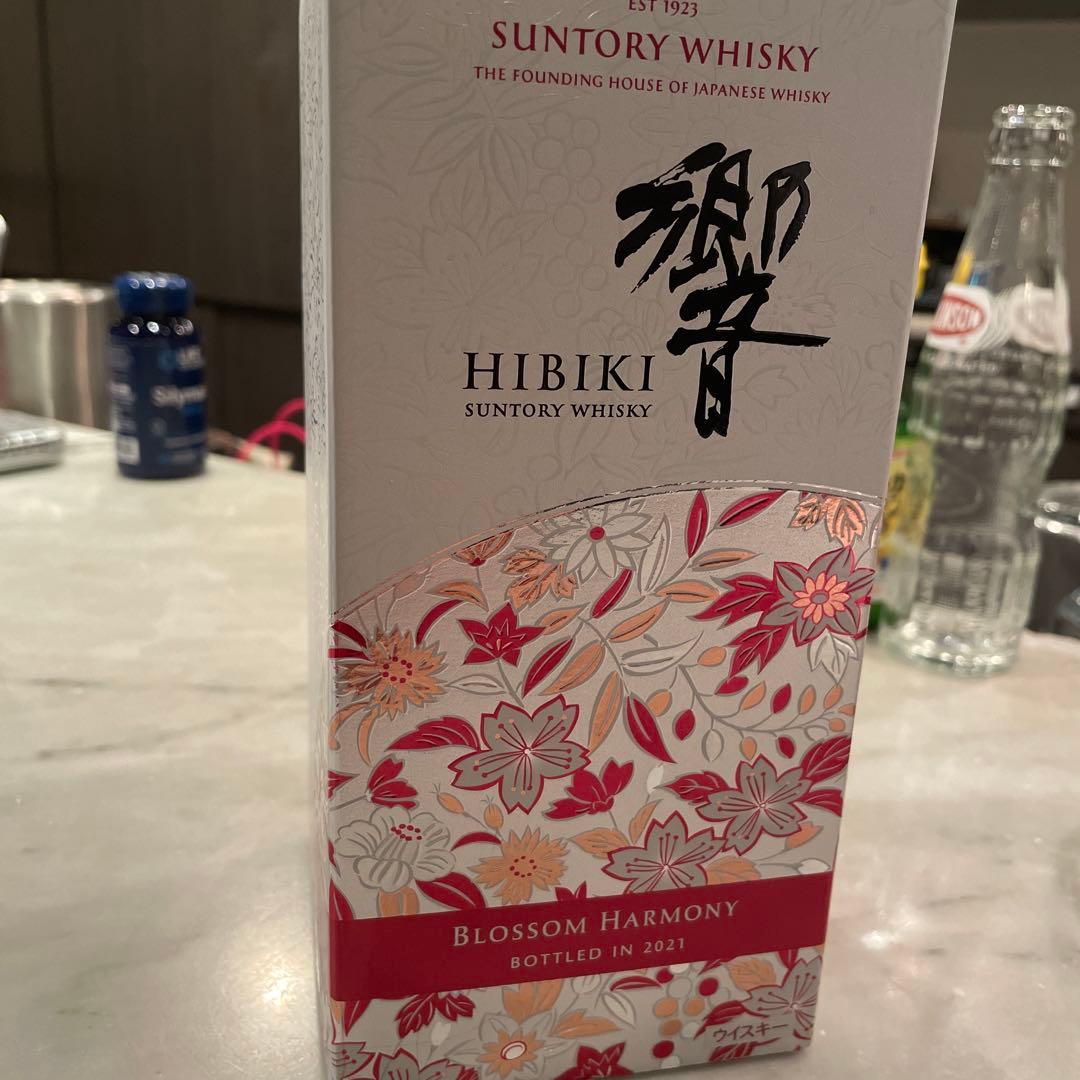 EST 1923
SUNTORY WHISKY
THE FOUNDING HOUSE OF JAPANESE WHISKY
響
HIBIKI
SUNTORY WHISKY
BLOSSOM HARMONY
BOTTLED IN 2021
ウイスキー